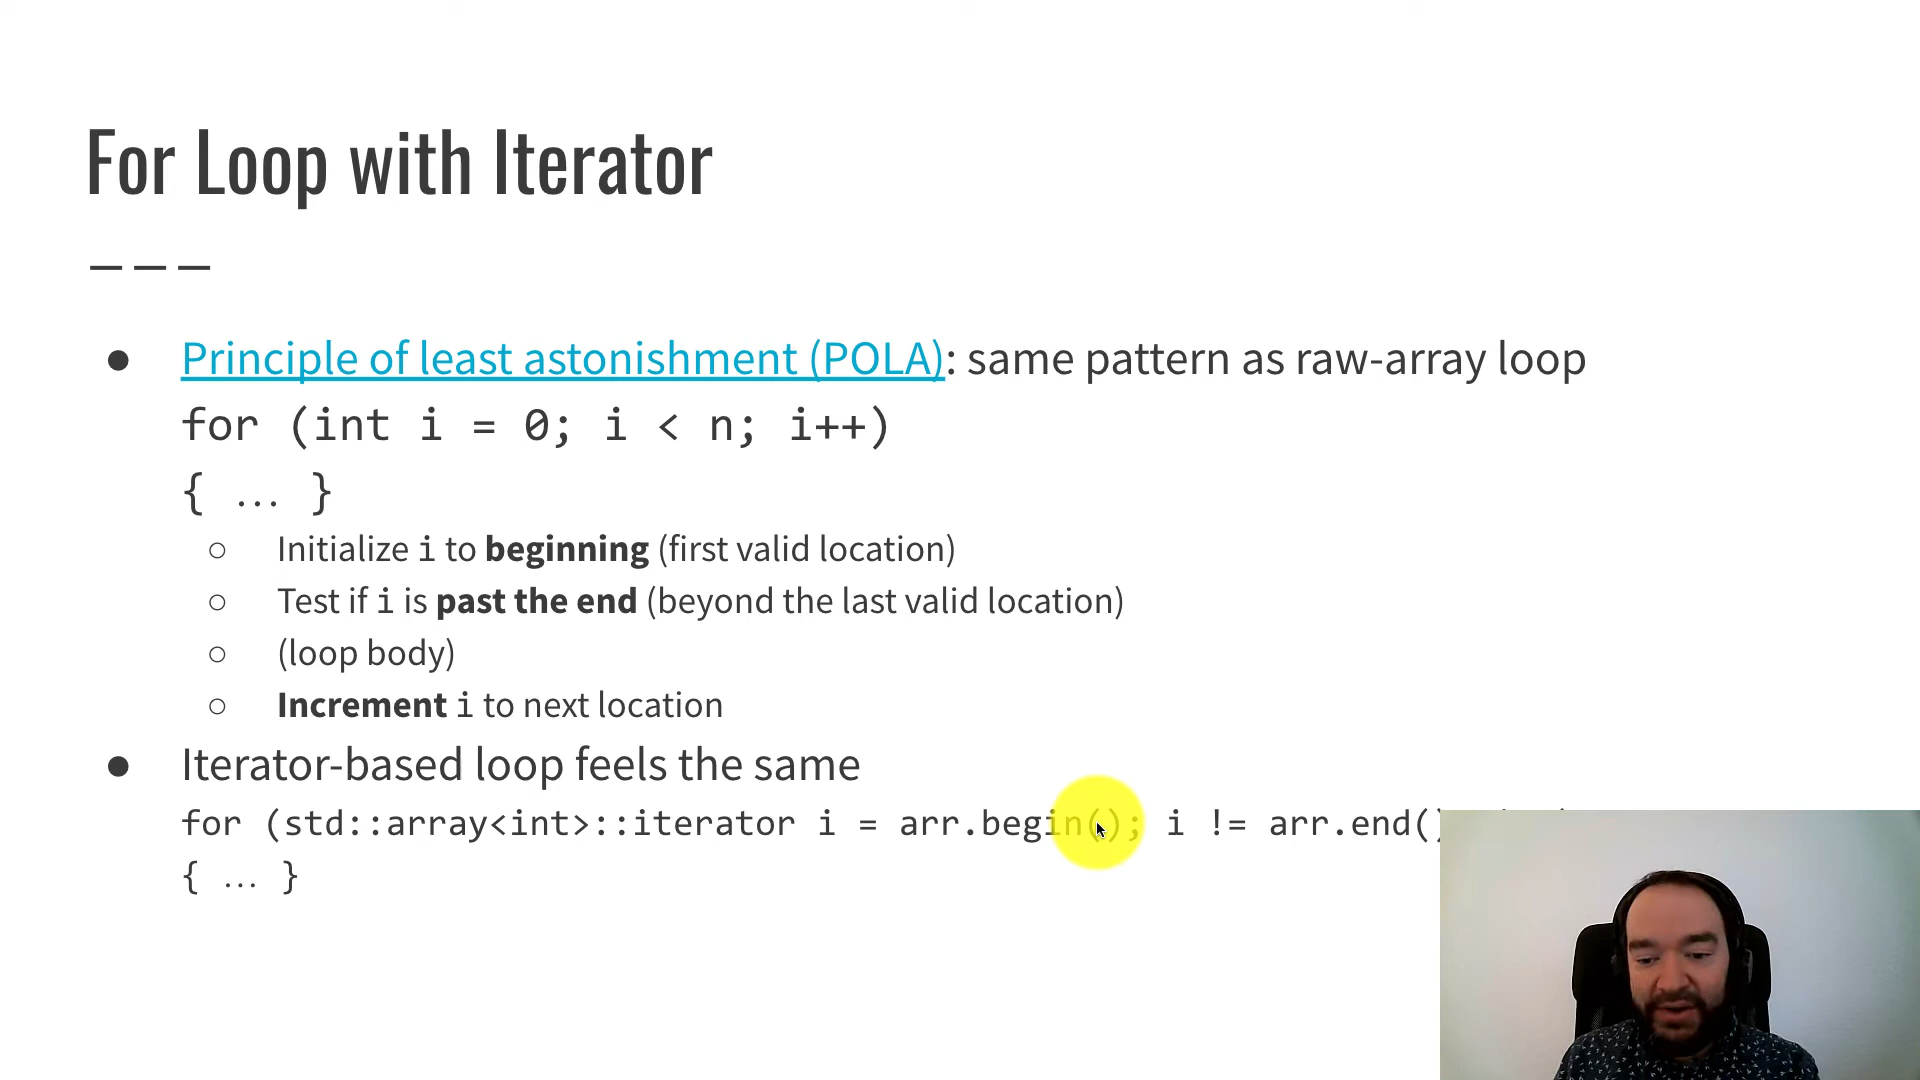 For Loop with Iterator
● Principle of least astonishment (POLA): same pattern as raw-array loop
for (int i = 0; i < n; i++)
{ … }
○ Initialize i to beginning (first valid location)
○ Test if i is past the end (beyond the last valid location)
○ (loop body)
○ Increment i to next location
● Iterator-based loop feels the same
for (std::array<int>::iterator i = arr.begin(); i != arr.end()
{ … }